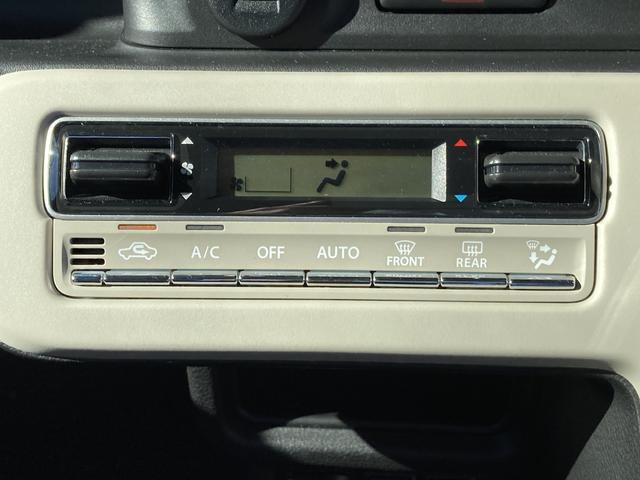 A/C OFF AUTO FRONT REAR